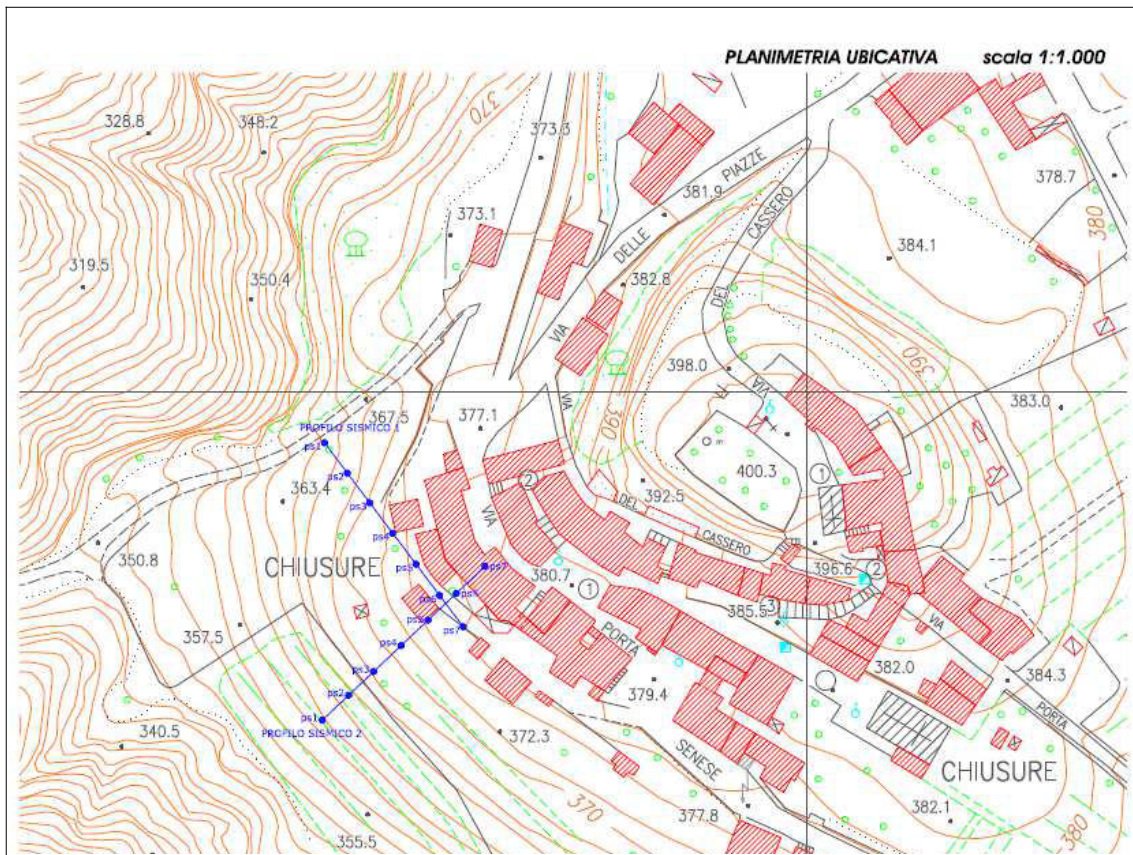 PLANIMETRIA UBICATIVA scala 1:1.000
370
328.8
348.2
373.3
PIAZZE
381.9
378.7
380
373.1
DELLE
CASSERO
384.1
319.5
350.4
382.8
DEL
VIA
390
398.0
VIA
367.5
377.1
VIA
390
383.0
PROFILO SISMICO 1
ps1
ps2
363.4
ps3
2
VIA
400.3
1
392.5
DEL
CASSERO
350.8
ps4
CHIUSURE
ps5
ps7
380.7
1
396.6
2
ps6
ps6
385.5
3
357.5
ps5
ps7
PORTA
VIA
ps4
ps3
379.4
382.0
384.3
ps2
ps1
PROFILO SISMICO 2
PORTA
340.5
372.3
SENESE
CHIUSURE
370
377.8
382.1
355.5
380